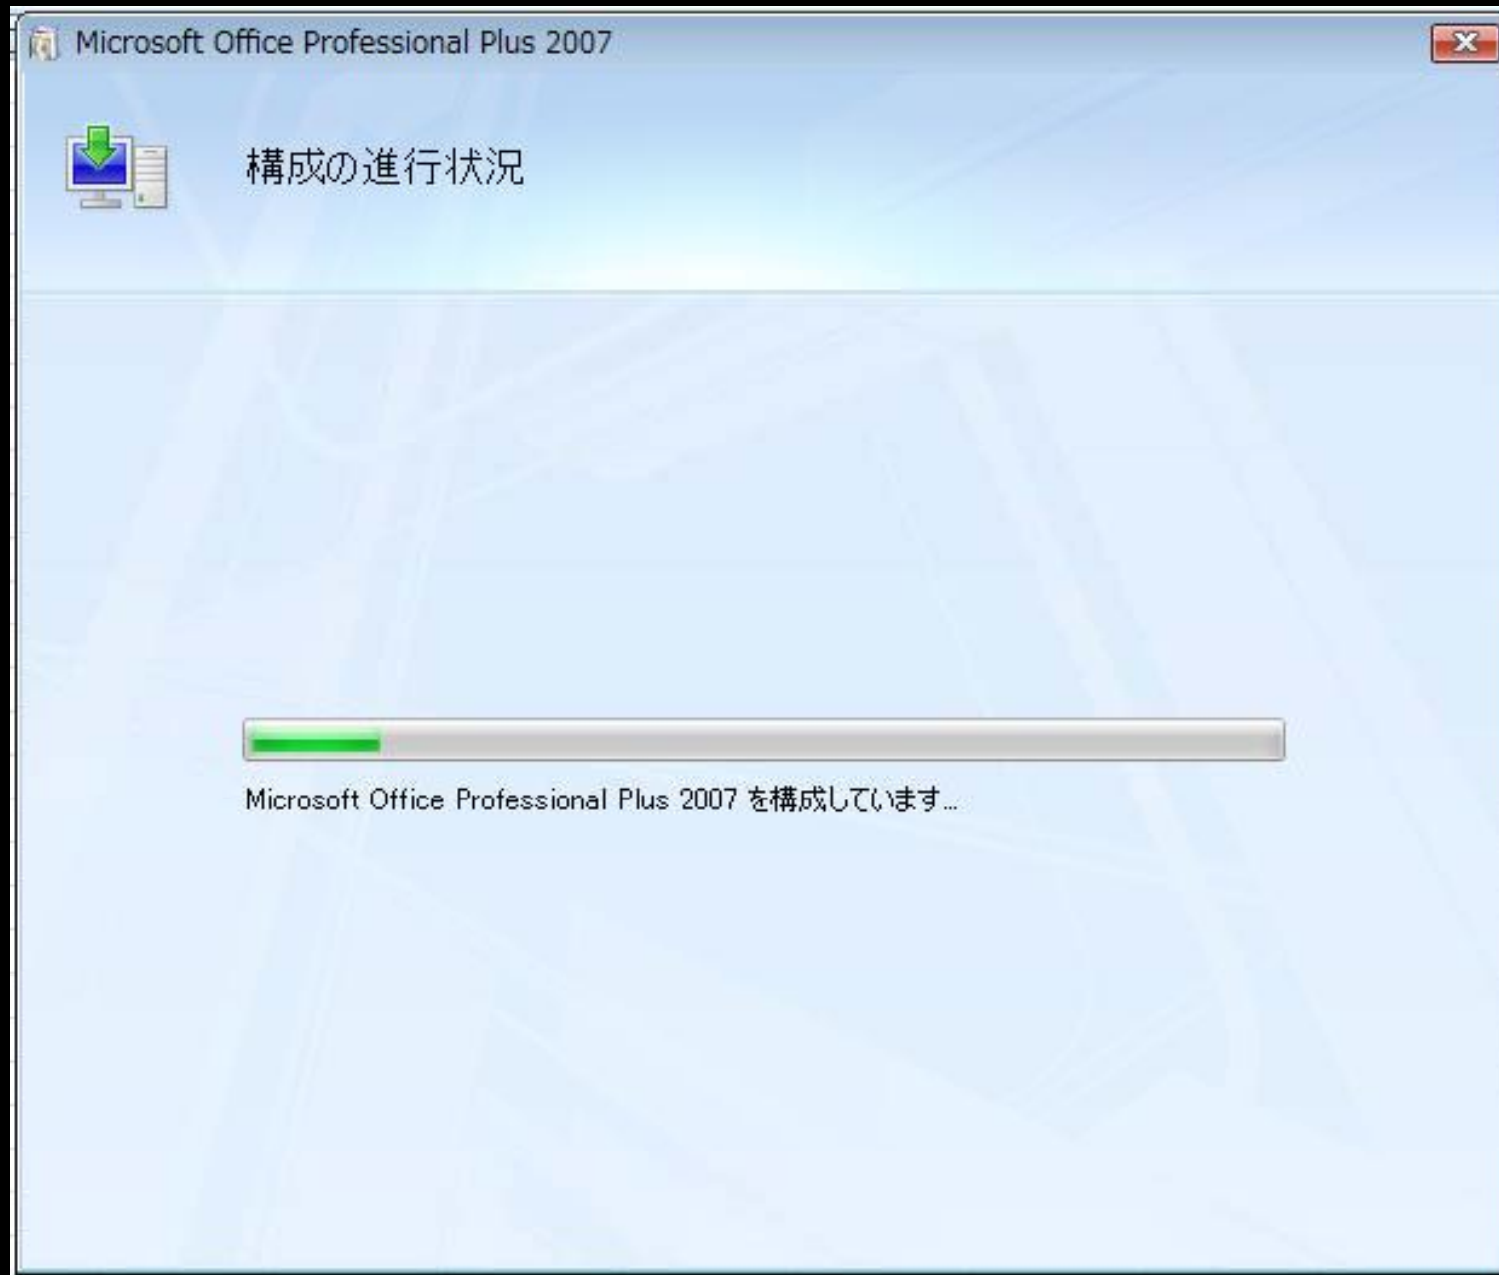 Microsoft Office Professional Plus 2007
構成の進行状況
Microsoft Office Professional Plus 2007 を構成しています...